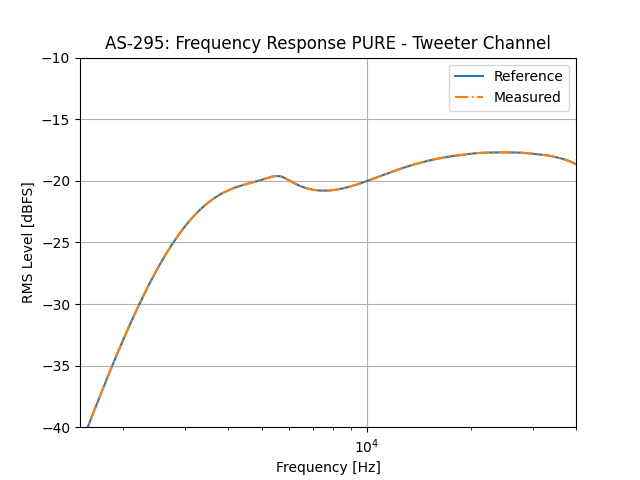 AS-295: Frequency Response PURE - Tweeter Channel
Reference
Measured
−10
−15
−20
−25
−30
−35
−40
RMS Level [dBFS]
10⁴
Frequency [Hz]